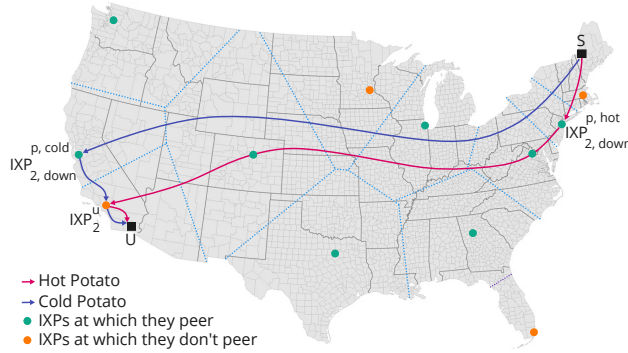 S
p, hot
IXP
2, down
p, cold
IXP
2, down
IXP
u
2
U
Hot Potato
Cold Potato
IXPs at which they peer
IXPs at which they don't peer